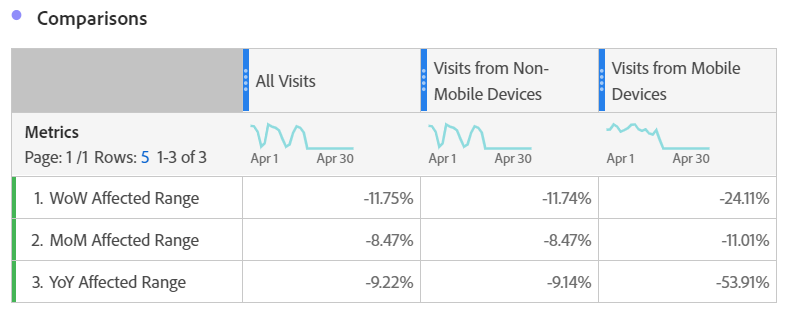 Comparisons
All Visits
Visits from Non-
Mobile Devices
Visits from Mobile
Devices
Metrics
Page: 1 /1 Rows: 5 1-3 of 3
Apr 1 Apr 30
Apr 1 Apr 30
Apr 1 Apr 30
1. WoW Affected Range -11.75% -11.74% -24.11%
2. MoM Affected Range -8.47% -8.47% -11.01%
3. YoY Affected Range -9.22% -9.14% -53.91%